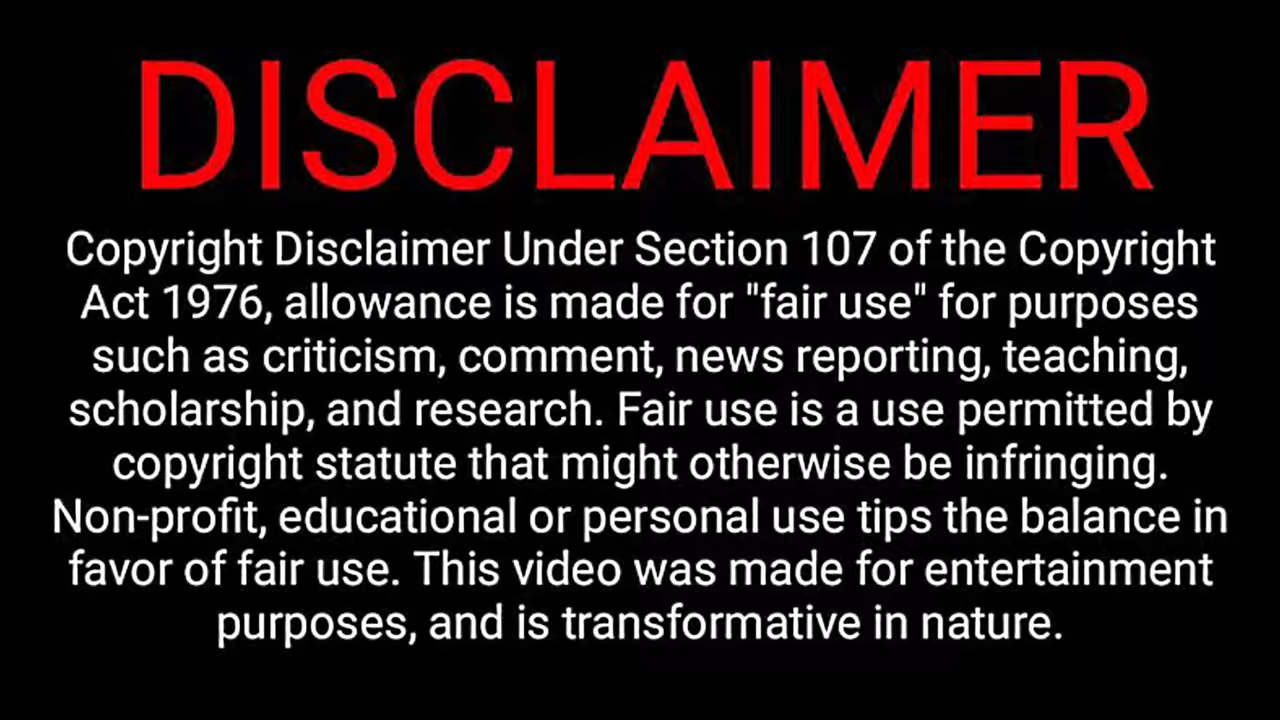 DISCLAIMER
Copyright Disclaimer Under Section 107 of the Copyright
Act 1976, allowance is made for "fair use" for purposes
such as criticism, comment, news reporting, teaching,
scholarship, and research. Fair use is a use permitted by
copyright statute that might otherwise be infringing.
Non-profit, educational or personal use tips the balance in
favor of fair use. This video was made for entertainment
purposes, and is transformative in nature.